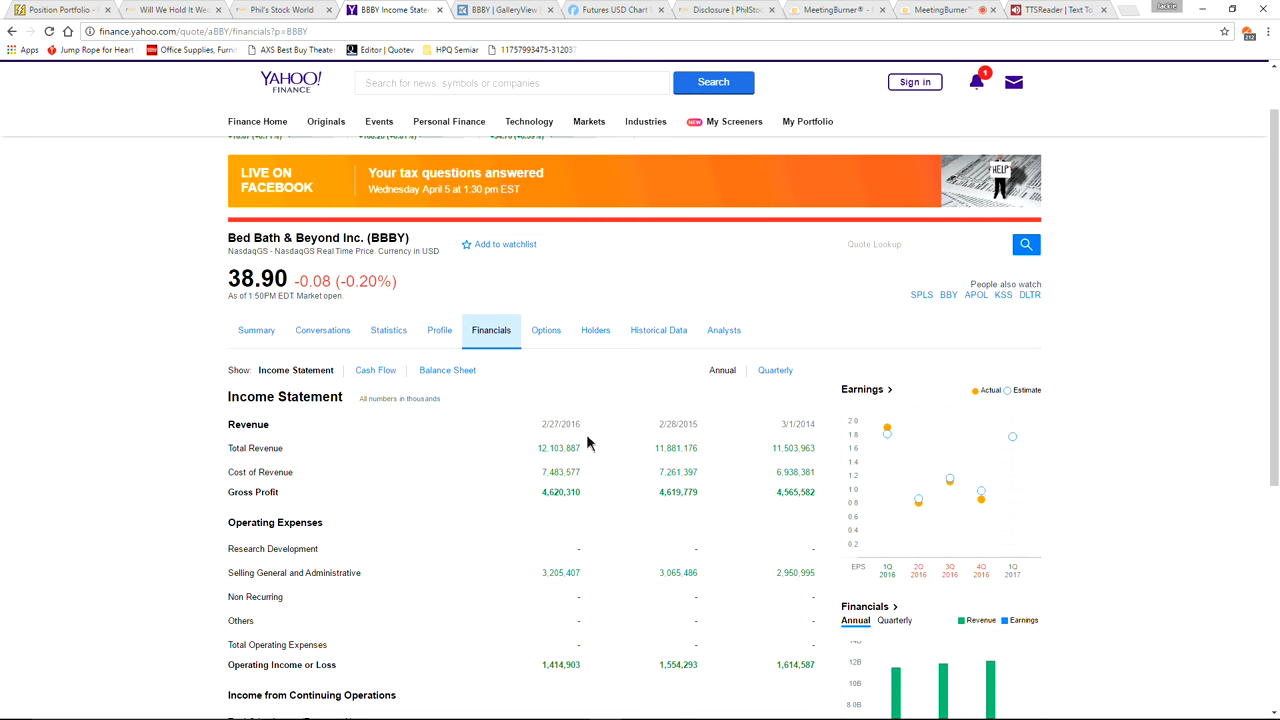 Position Portfolio -
Will We Hold It We
Phil's Stock World
BBBY Income State
BBBY | GalleryView |
Futures USD Chart
Disclosure | PhilStoc
MeetingBurner® -
MeetingBurner™
TTSReader | Text To
Jackie
finance.yahoo.com/quote/aBBY/financials?p=BBBY
212
Apps
Jump Rope for Heart
Office Supplies, Furni
AXS Best Buy Theater
Editor | Quotev
HPQ Semiar
11757993475-312037
YAHOO!
FINANCE
Search for news, symbols or companies
Search
Sign in
1
Finance Home
Originals
Events
Personal Finance
Technology
Markets
Industries
NEW My Screeners
My Portfolio
LIVE ON
FACEBOOK
Your tax questions answered
Wednesday April 5 at 1:30 pm EST
HELP!
Bed Bath & Beyond Inc. (BBBY)
Add to watchlist
Quote Lookup
NasdaqGS - NasdaqGS Real Time Price. Currency in USD
38.90 -0.08 (-0.20%)
As of 1:50PM EDT. Market open.
People also watch
SPLS BBY APOL KSS DLTR
Summary Conversations Statistics Profile Financials Options Holders Historical Data Analysts
Show: Income Statement Cash Flow Balance Sheet Annual Quarterly
Income Statement All numbers in thousands
Revenue 2/27/2016 2/28/2015 3/1/2014
Total Revenue 12,103,887 11,881,176 11,503,963
Cost of Revenue 7,483,577 7,261,397 6,938,381
Gross Profit 4,620,310 4,619,779 4,565,582
Operating Expenses
Research Development - - -
Selling General and Administrative 3,205,407 3,065,486 2,950,995
Non Recurring - - -
Others - - -
Total Operating Expenses - - -
Operating Income or Loss 1,414,903 1,554,293 1,614,587
Income from Continuing Operations
Earnings
Actual Estimate
2.0
1.8
1.6
1.4
1.2
1.0
0.8
0.6
0.4
0.2
EPS 1Q 2Q 3Q 4Q 1Q
2016 2016 2016 2016 2017
Financials
Annual Quarterly Revenue Earnings
14B
12B
10B
8.0B